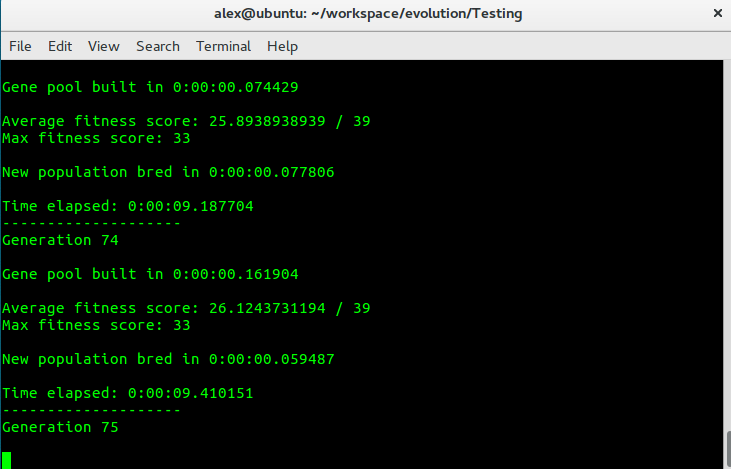 alex@ubuntu: ~/workspace/evolution/Testing
File Edit View Search Terminal Help
Gene pool built in 0:00:00.074429
Average fitness score: 25.8938938939 / 39
Max fitness score: 33
New population bred in 0:00:00.077806
Time elapsed: 0:00:09.187704
--------------------
Generation 74
Gene pool built in 0:00:00.161904
Average fitness score: 26.1243731194 / 39
Max fitness score: 33
New population bred in 0:00:00.059487
Time elapsed: 0:00:09.410151
--------------------
Generation 75